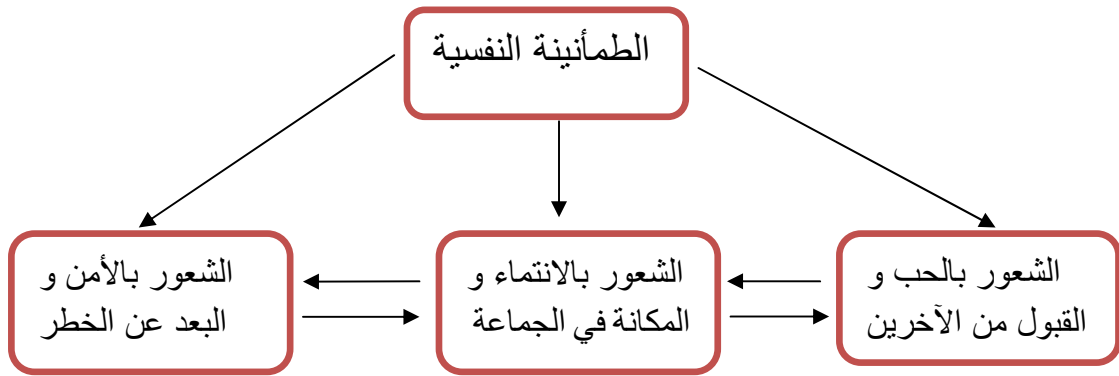 الطمأنينة النفسية
الشعور بالحب و
القبول من الآخرين
الشعور بالانتماء و
المكانة في الجماعة
الشعور بالأمن و
البعد عن الخطر